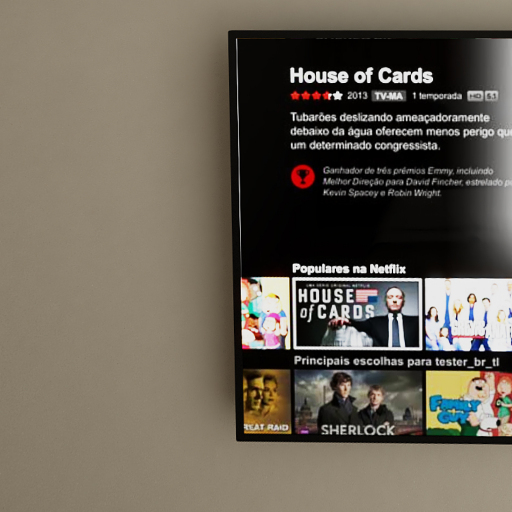 House of Cards
2013 TV-MA 1 temporada HD 5.1
Tubarões deslizando ameaçadoramente
debaixo da água oferecem menos perigo que
um determinado congressista.
Ganhador de três prêmios Emmy, incluindo
Melhor Direção para David Fincher, estrelado p
Kevin Spacey e Robin Wright.
Populares na Netflix
UMA SÉRIE ORIGINAL NETFLIX
HOUSE
of CARDS
Principais escolhas para tester_br_tl
REAT RAID
SHERLOCK
FAMILY
GUY